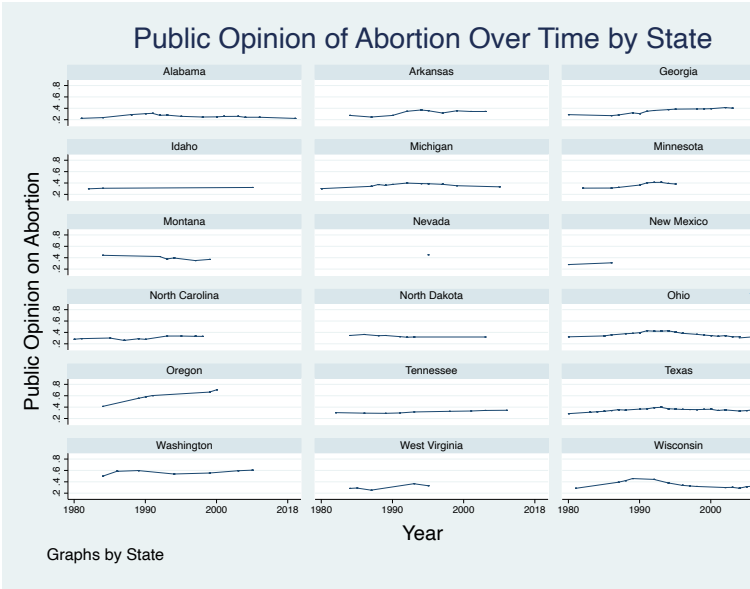 Public Opinion of Abortion Over Time by State
Alabama Arkansas Georgia
.2 .4 .6 .8
Idaho Michigan Minnesota
.2 .4 .6 .8
Montana Nevada New Mexico
.2 .4 .6 .8
North Carolina North Dakota Ohio
.2 .4 .6 .8
Oregon Tennessee Texas
.2 .4 .6 .8
Washington West Virginia Wisconsin
.2 .4 .6 .8
Public Opinion on Abortion
1980 1990 2000 2018 1980 1990 2000 2018 1980 1990 2000
Year
Graphs by State